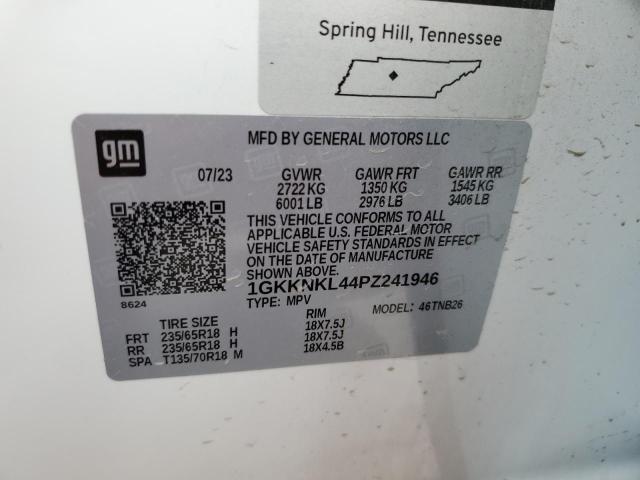 Spring Hill, Tennessee
gm
MFD BY GENERAL MOTORS LLC
07/23 GVWR GAWR FRT GAWR RR
2722 KG 1350 KG 1545 KG
6001 LB 2976 LB 3406 LB
THIS VEHICLE CONFORMS TO ALL
APPLICABLE U.S. FEDERAL MOTOR
VEHICLE SAFETY STANDARDS IN EFFECT
ON THE DATE OF MANUFACTURE
SHOWN ABOVE.
1GKKNKL44PZ241946
8624
TYPE: MPV MODEL: 46TNB26
TIRE SIZE RIM
FRT 235/65R18 H 18X7.5J
RR 235/65R18 H 18X7.5J
SPA T135/70R18 M 18X4.5B